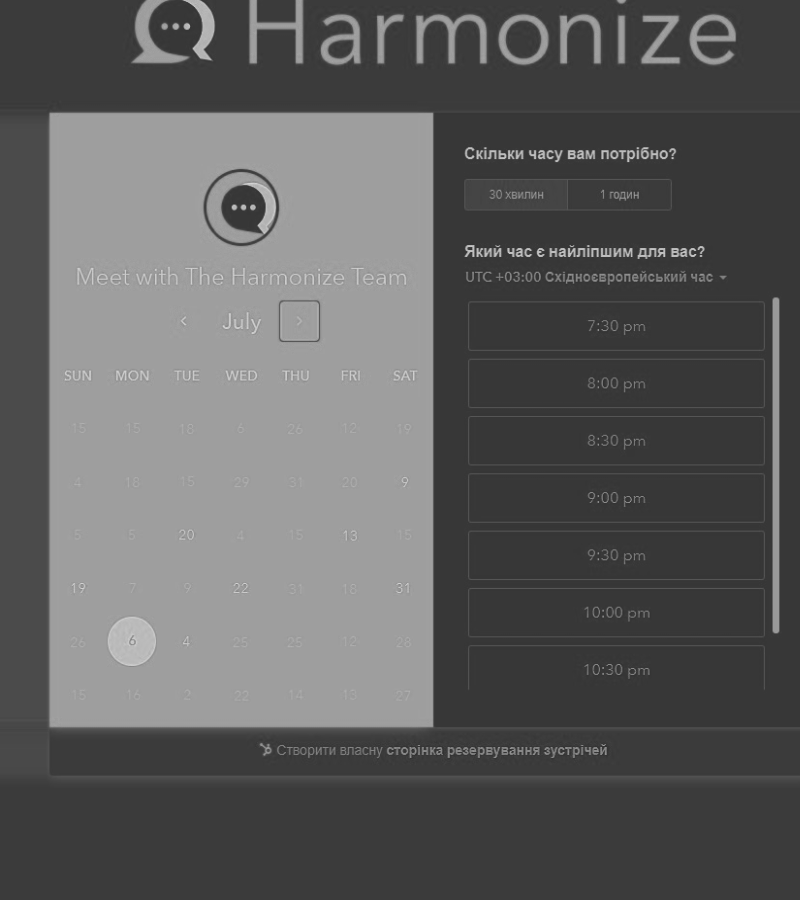 Harmonize
Meet with The Harmonize Team
July
SUN MON TUE WED THU FRI SAT
15 15 18 6 26 12 19
4 18 15 29 31 20 9
5 5 20 4 15 13 15
19 7 9 22 31 18 31
26 6 4 25 25 12 26
15 16 2 22 14 13 27
Скільки часу вам потрібно?
30 хвилин 1 годин
Який час є найліпшим для вас?
UTC +03:00 Східноєвропейський час
7:30 pm
8:00 pm
8:30 pm
9:00 pm
9:30 pm
10:00 pm
10:30 pm
Створити власну сторінка резервування зустрічей